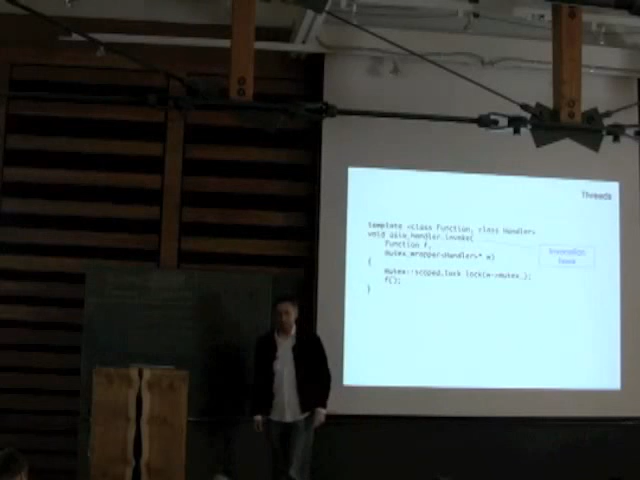 Threads
template <class Function, class Handler>
void asio_handler_invoke(
Function f,
mutex_wrapper<Handler>* w)
{
mutex::scoped_lock lock(w->mutex_);
f();
}
Invocation
hook